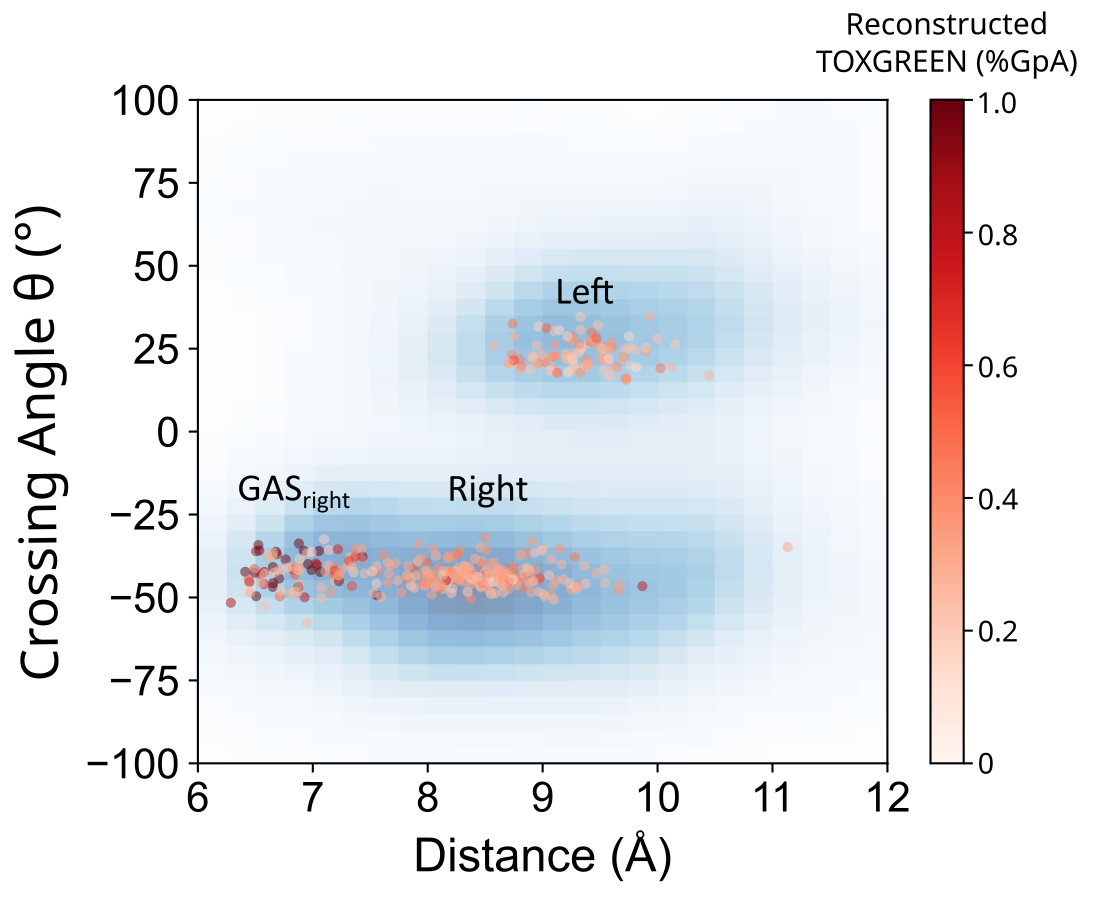 Reconstructed
TOXGREEN (%GpA)
100
75
50
25
0
−25
−50
−75
−100
Crossing Angle θ (°)
Left
GASright
Right
6 7 8 9 10 11 12
Distance (Å)
1.0
0.8
0.6
0.4
0.2
0